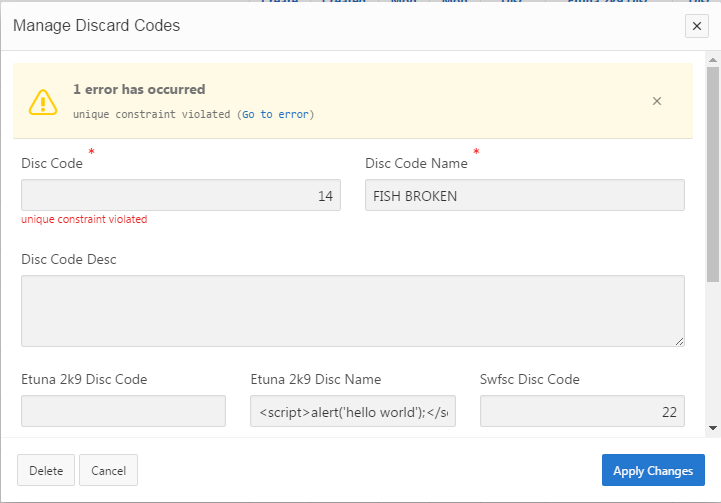 Manage Discard Codes
1 error has occurred
unique constraint violated (Go to error)
Disc Code *
Disc Code Name *
14
FISH BROKEN
unique constraint violated
Disc Code Desc
Etuna 2k9 Disc Code
Etuna 2k9 Disc Name
Swfsc Disc Code
<script>alert('hello world');</s
22
Delete
Cancel
Apply Changes